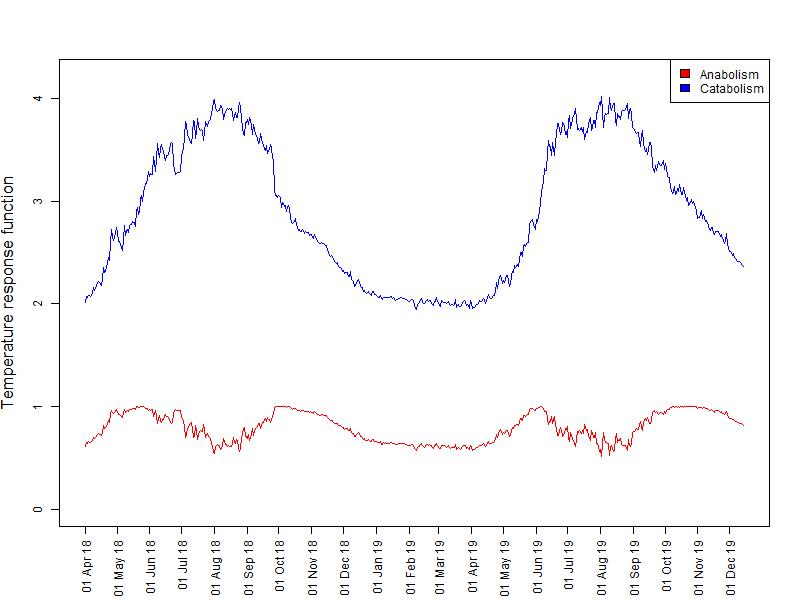 Anabolism
Catabolism
Temperature response function
4
3
2
1
0
01 Apr 18
01 May 18
01 Jun 18
01 Jul 18
01 Aug 18
01 Sep 18
01 Oct 18
01 Nov 18
01 Dec 18
01 Jan 19
01 Feb 19
01 Mar 19
01 Apr 19
01 May 19
01 Jun 19
01 Jul 19
01 Aug 19
01 Sep 19
01 Oct 19
01 Nov 19
01 Dec 19